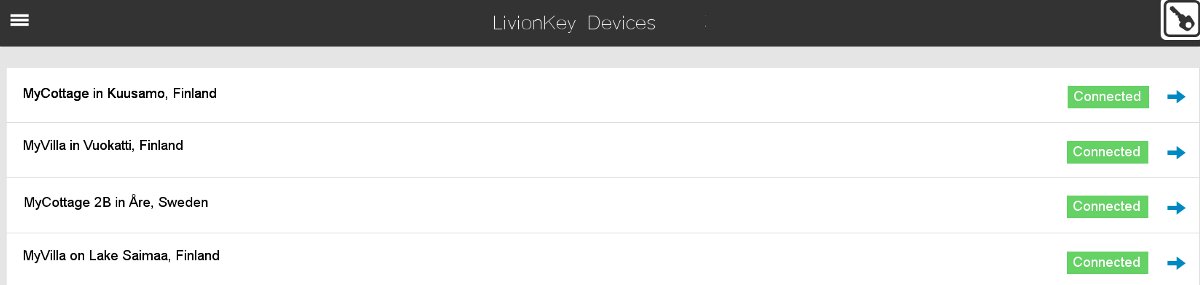 LivionKey Devices
MyCottage in Kuusamo, Finland Connected
MyVilla in Vuokatti, Finland Connected
MyCottage 2B in Åre, Sweden Connected
MyVilla on Lake Saimaa, Finland Connected